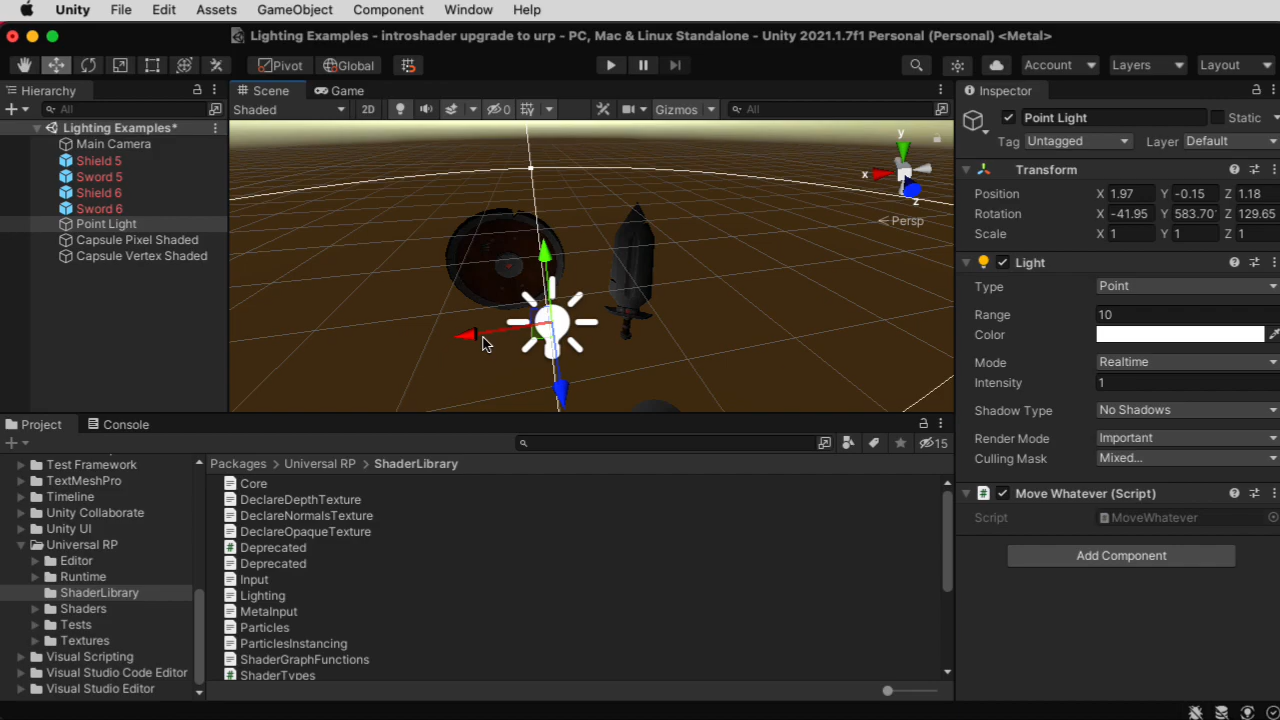 Unity File Edit Assets GameObject Component Window Help
Lighting Examples - introshader upgrade to urp - PC, Mac & Linux Standalone - Unity 2021.1.7f1 Personal (Personal) <Metal>
Pivot Global Account Layers Layout
Hierarchy
All
Lighting Examples*
Main Camera
Shield 5
Sword 5
Shield 6
Sword 6
Point Light
Capsule Pixel Shaded
Capsule Vertex Shaded
Scene Game
Shaded 2D 0 Gizmos All
y
x
z
< Persp
Inspector
Point Light Static
Tag Untagged Layer Default
Transform
Position X 1.97 Y -0.15 Z 1.18
Rotation X -41.95 Y 583.70 Z 129.65
Scale X 1 Y 1 Z 1
Light
Type Point
Range 10
Color
Mode Realtime
Intensity 1
Shadow Type No Shadows
Render Mode Important
Culling Mask Mixed...
Move Whatever (Script)
Script MoveWhatever
Add Component
Project Console
15
Test Framework
TextMeshPro
Timeline
Unity Collaborate
Unity UI
Universal RP
Editor
Runtime
ShaderLibrary
Shaders
Tests
Textures
Visual Scripting
Visual Studio Code Editor
Visual Studio Editor
Packages > Universal RP > ShaderLibrary
Core
DeclareDepthTexture
DeclareNormalsTexture
DeclareOpaqueTexture
Deprecated
Deprecated
Input
Lighting
MetaInput
Particles
ParticlesInstancing
ShaderGraphFunctions
ShaderTypes